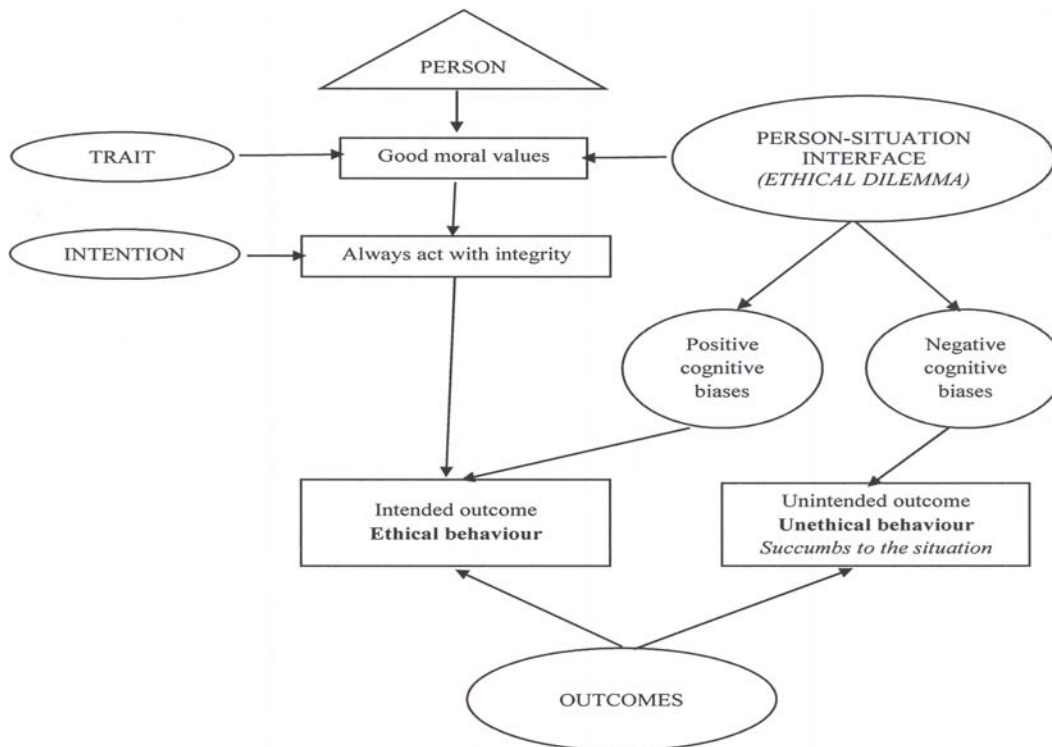 PERSON
TRAIT
Good moral values
PERSON-SITUATION
INTERFACE
(ETHICAL DILEMMA)
INTENTION
Always act with integrity
Positive
cognitive
biases
Negative
cognitive
biases
Intended outcome
Ethical behaviour
Unintended outcome
Unethical behaviour
Succumbs to the situation
OUTCOMES